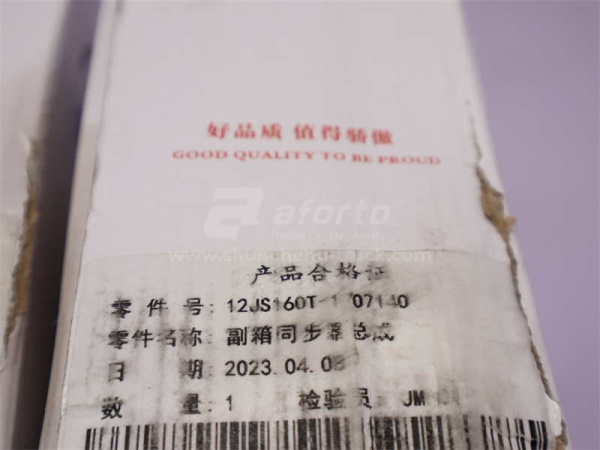 好品质 值得骄傲
GOOD QUALITY TO BE PROUD
aforto
产品合格证
零件号: 12JS160T-1707140
零件名称: 副箱同步器总成
日期: 2023.04.08
数量: 1 检验员: JM